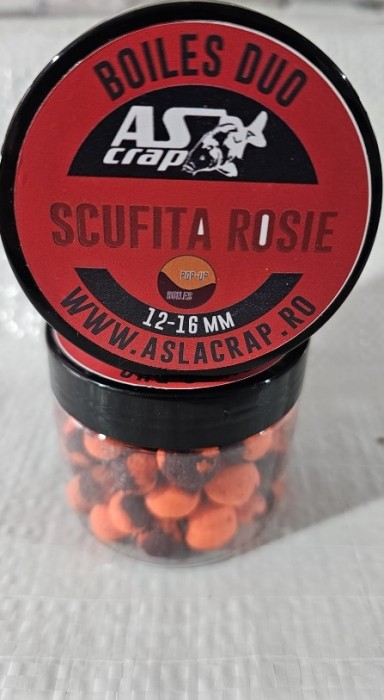 BOILES DUO
AS
crap
SCUFITA ROSIE
POP-UP
BOILES
12-16 MM
WWW.ASLACRAP.RO